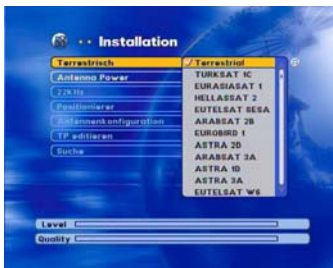 Installation
Terrestrisch
Antenna Power
22KHz
Positionierer
Antennenkonfiguration
TP editieren
Suche
Terrestrial
TURKSAT 1C
EURASIASAT 1
HELLASSAT 2
EUTELSAT SESA
ARABSAT 2B
EUROBIRD 1
ASTRA 2D
ARABSAT 3A
ASTRA 1D
ASTRA 3A
EUTELSAT W6
Level
Quality